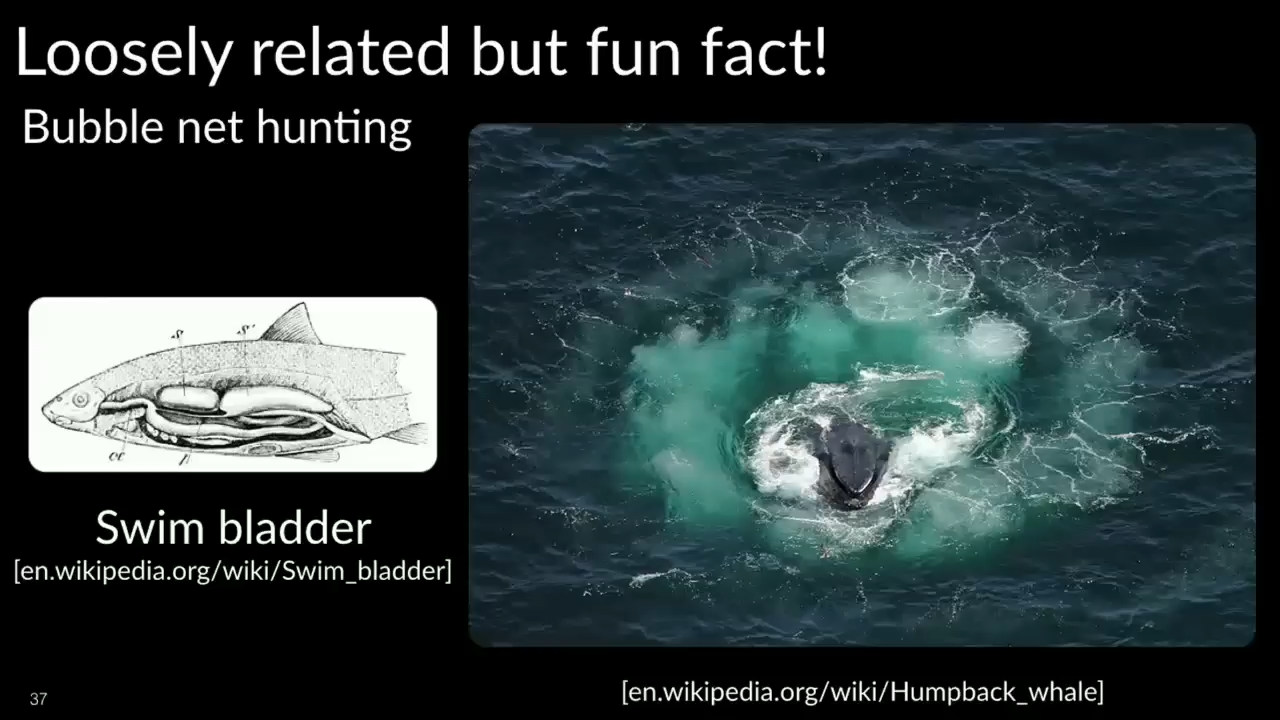 Loosely related but fun fact!
Bubble net hunting
S
S'
Swim bladder
[en.wikipedia.org/wiki/Swim_bladder]
[en.wikipedia.org/wiki/Humpback_whale]
37